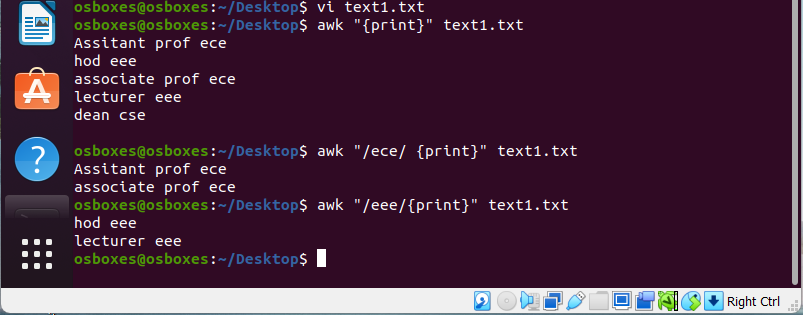 osboxes@osboxes:~/Desktop$ vi text1.txt
osboxes@osboxes:~/Desktop$ awk "{print}" text1.txt
Assitant prof ece
hod eee
associate prof ece
lecturer eee
dean cse
osboxes@osboxes:~/Desktop$ awk "/ece/ {print}" text1.txt
Assitant prof ece
associate prof ece
osboxes@osboxes:~/Desktop$ awk "/eee/{print}" text1.txt
hod eee
lecturer eee
osboxes@osboxes:~/Desktop$
Right Ctrl